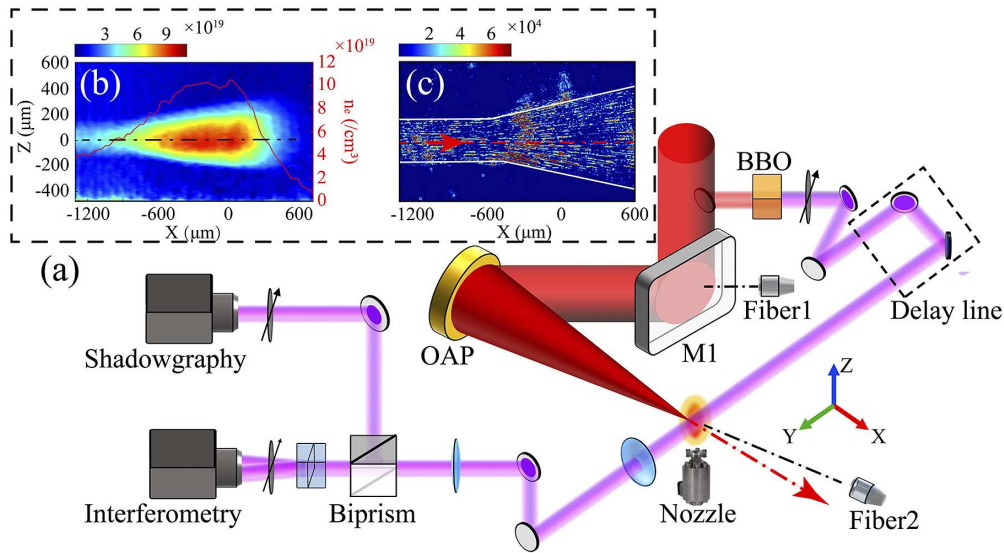 ×10¹⁹
3 6 9
×10⁴
2 4 6
(b)
600
400
200
0
-200
-400
Z (μm)
-1200 -600 0 600
X (μm)
×10¹⁹
12
10
8
6
4
2
0
nₑ (/cm³)
(c)
-1200 -600 0 600
X (μm)
(a)
BBO
Delay line
Fiber1
M1
OAP
Shadowgraphy
Z
Y
X
Interferometry
Biprism
Nozzle
Fiber2